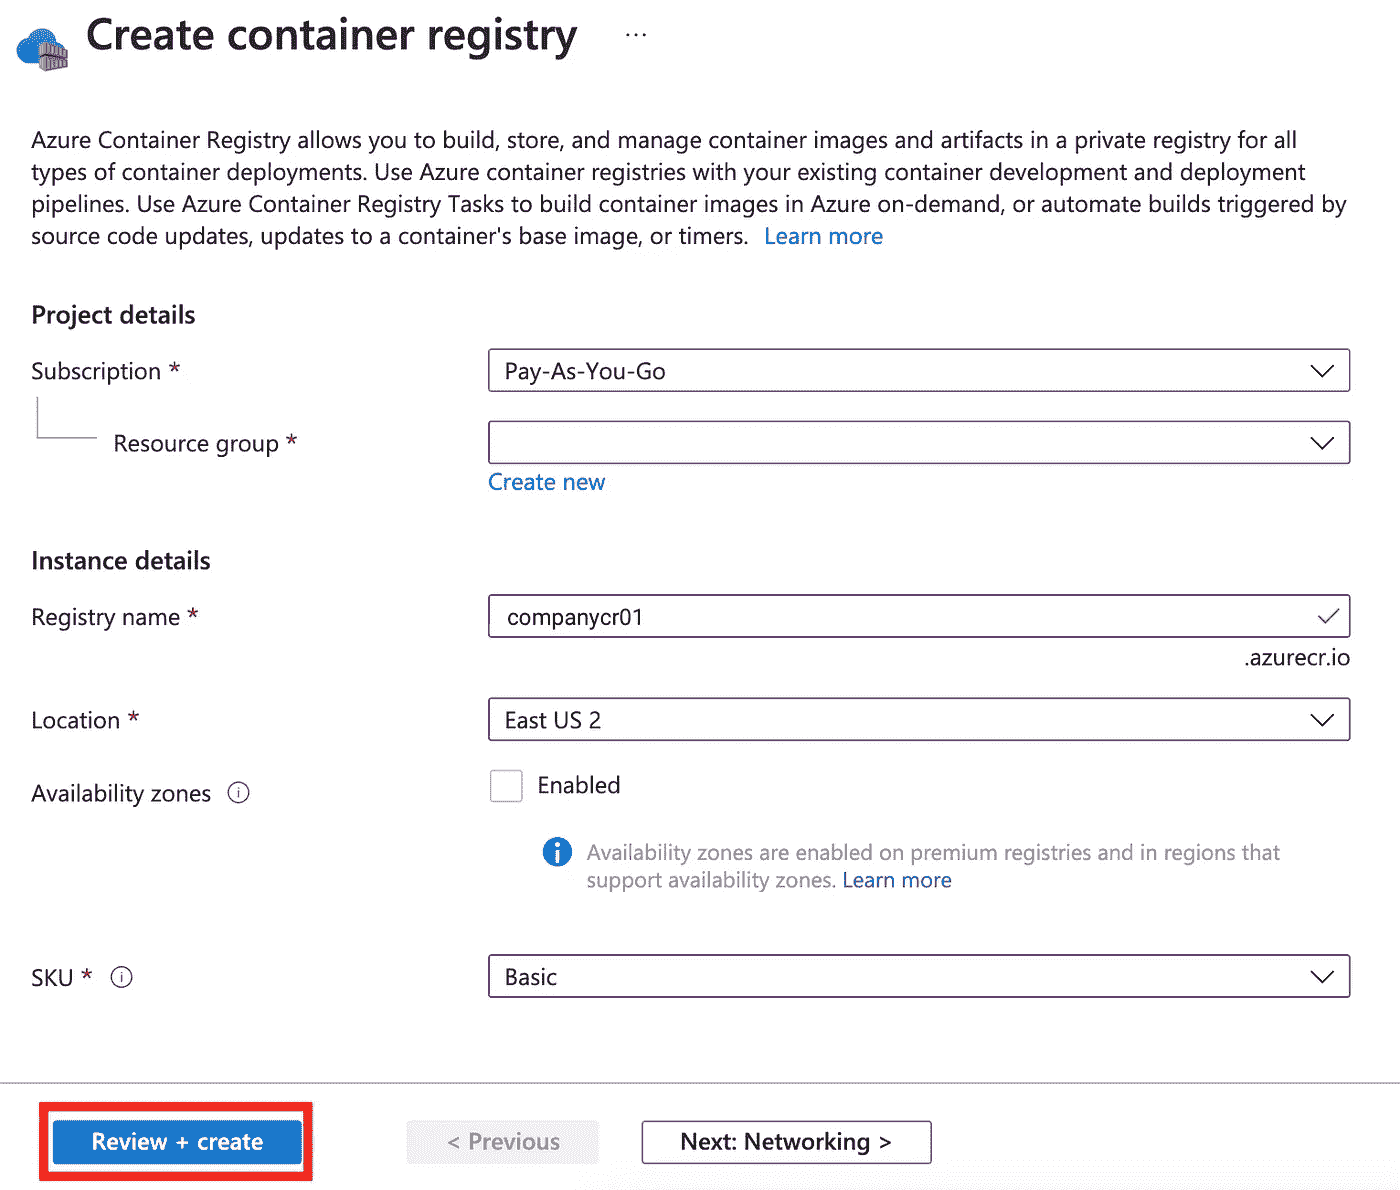 Create container registry ...
Azure Container Registry allows you to build, store, and manage container images and artifacts in a private registry for all
types of container deployments. Use Azure container registries with your existing container development and deployment
pipelines. Use Azure Container Registry Tasks to build container images in Azure on-demand, or automate builds triggered by
source code updates, updates to a container's base image, or timers. Learn more
Project details
Subscription * Pay-As-You-Go
Resource group *
Create new
Instance details
Registry name * companycr01
.azurecr.io
Location * East US 2
Availability zones Enabled
Availability zones are enabled on premium registries and in regions that
support availability zones. Learn more
SKU * Basic
Review + create < Previous Next: Networking >